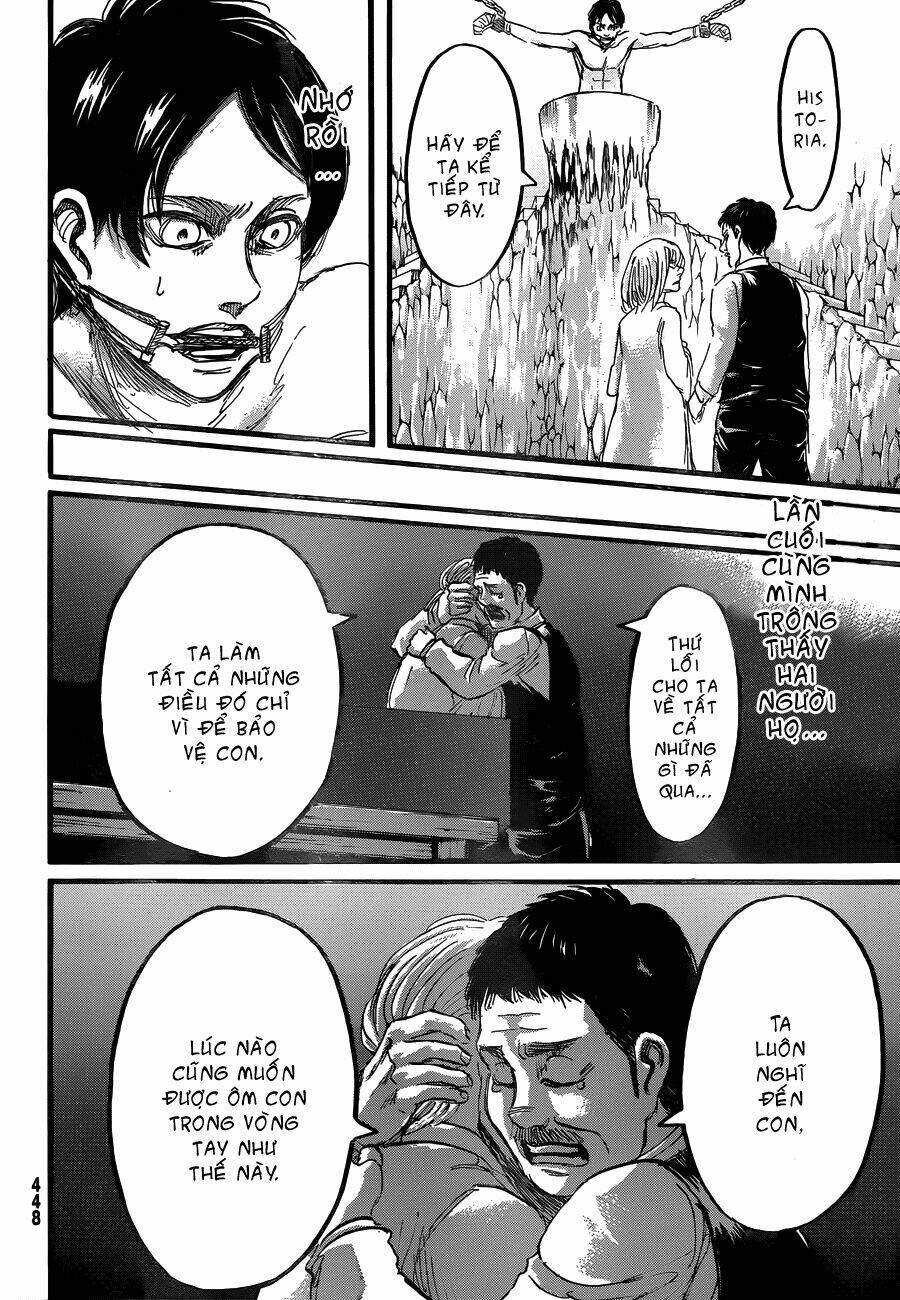 HIS
TO-
RIA.
HÃY ĐỂ
TA KỂ
TIẾP TỪ
ĐÂY.
NHỚ
RỒI
...
LẦN
CUỐI
CÙNG
MÌNH
TRÔNG
THẤY
HAI
NGƯỜI
HỌ...
THỨ
LỖI
CHO TA
VỀ TẤT
CẢ
NHỮNG
GÌ ĐÃ
QUA...
TA LÀM
TẤT CẢ NHỮNG
ĐIỀU ĐÓ CHỈ
VÌ ĐỂ BẢO
VỆ CON.
TA
LUÔN
NGHĨ
ĐẾN
CON,
LÚC NÀO
CŨNG MUỐN
ĐƯỢC ÔM CON
TRONG VÒNG
TAY NHƯ
THẾ NÀY.
448